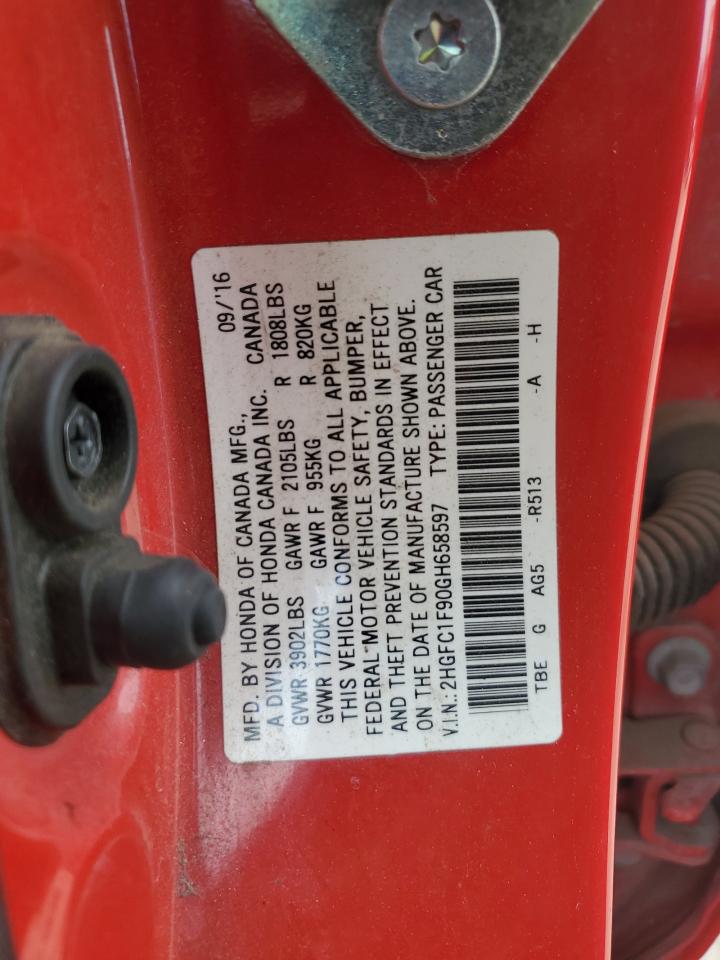 09/'16
MFD. BY HONDA OF CANADA MFG.,
A DIVISION OF HONDA CANADA INC. CANADA
GVWR 3902LBS GAWR F 2105LBS R 1808LBS
GVWR 1770KG GAWR F 955KG R 820KG
THIS VEHICLE CONFORMS TO ALL APPLICABLE
FEDERAL MOTOR VEHICLE SAFETY, BUMPER,
AND THEFT PREVENTION STANDARDS IN EFFECT
ON THE DATE OF MANUFACTURE SHOWN ABOVE.
V.I.N.: 2HGFC1F90GH658597 TYPE: PASSENGER CAR
TBE G AG5 -R513 -A -H